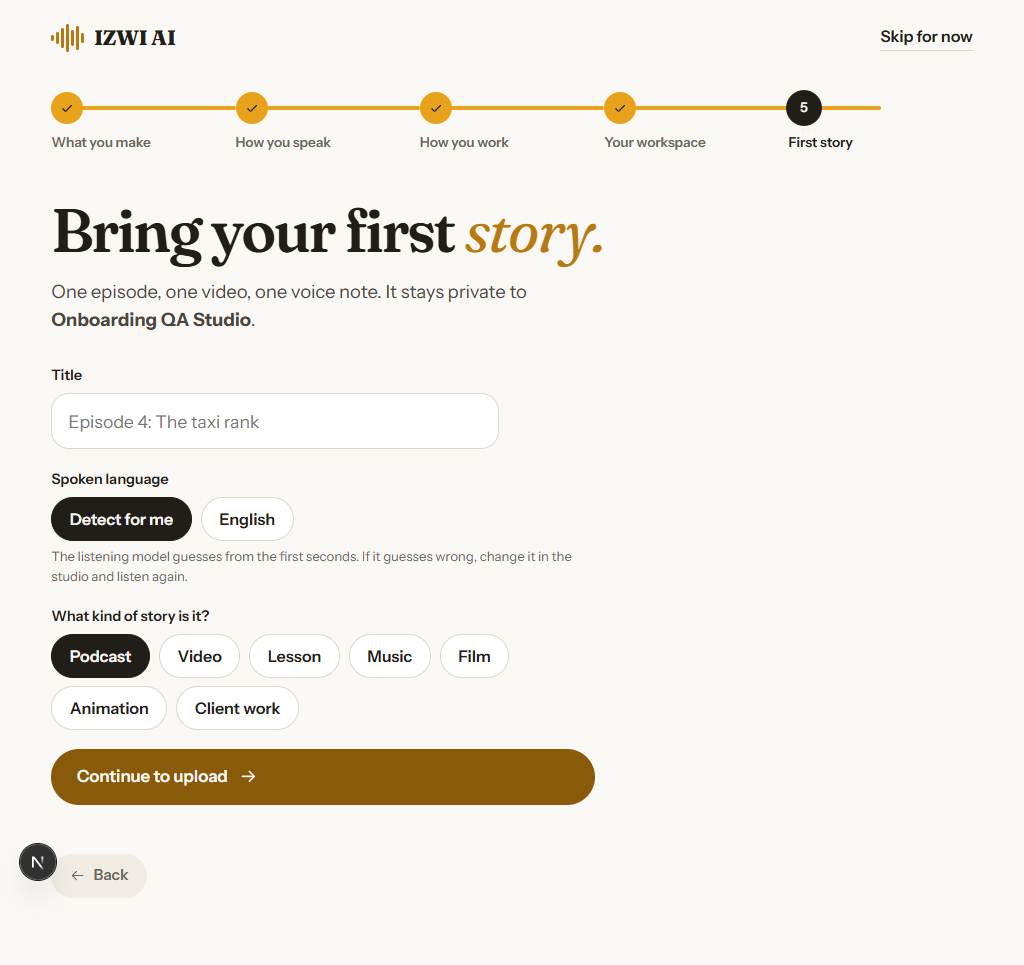 IZWI AI
Skip for now
5
What you make
How you speak
How you work
Your workspace
First story
Bring your first story.
One episode, one video, one voice note. It stays private to
Onboarding QA Studio.
Title
Episode 4: The taxi rank
Spoken language
Detect for me
English
The listening model guesses from the first seconds. If it guesses wrong, change it in the
studio and listen again.
What kind of story is it?
Podcast
Video
Lesson
Music
Film
Animation
Client work
Continue to upload →
N
← Back